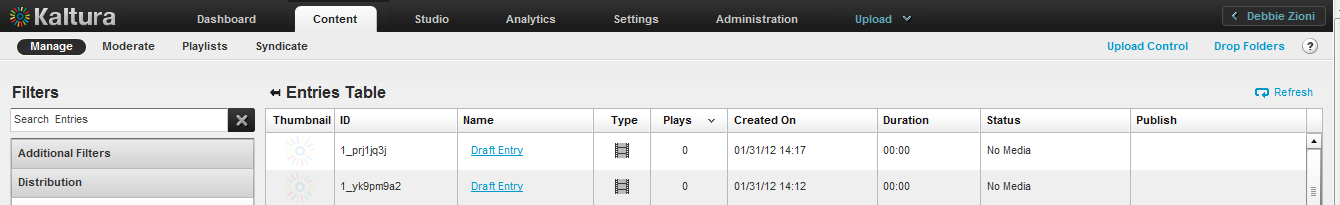 Kaltura Dashboard Content Studio Analytics Settings Administration Upload Debbie Zioni
Manage Moderate Playlists Syndicate Upload Control Drop Folders ?
Filters Entries Table Refresh
Search Entries Thumbnail ID Name Type Plays Created On Duration Status Publish
Additional Filters 1_prj1jq3j Draft Entry 0 01/31/12 14:17 00:00 No Media
Distribution 1_yk9pm9a2 Draft Entry 0 01/31/12 14:12 00:00 No Media